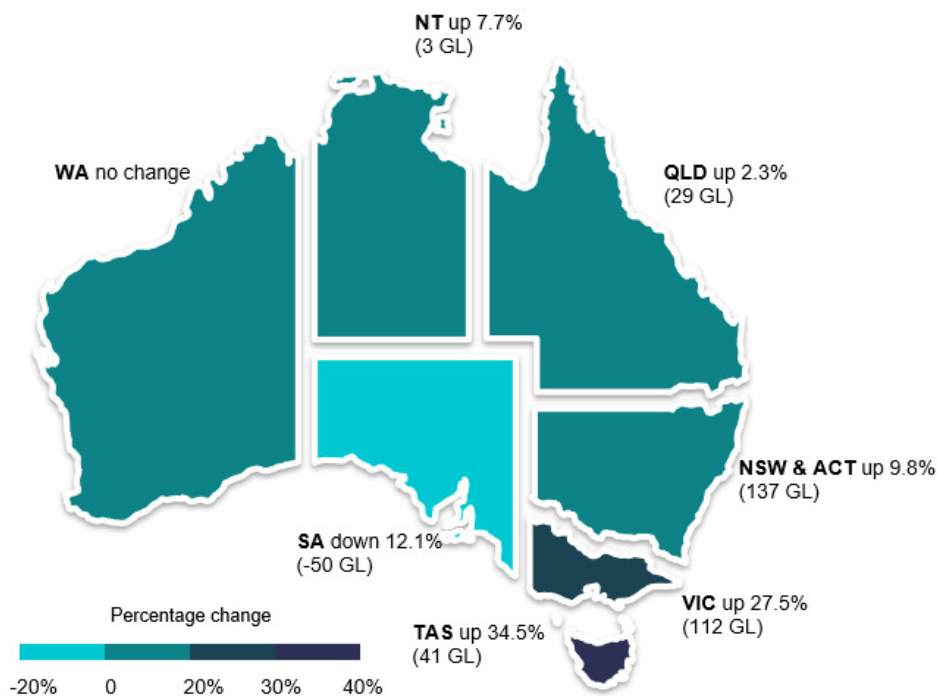 NT up 7.7%
(3 GL)
WA no change
QLD up 2.3%
(29 GL)
NSW & ACT up 9.8%
(137 GL)
SA down 12.1%
(-50 GL)
VIC up 27.5%
(112 GL)
TAS up 34.5%
(41 GL)
Percentage change
-20% 0 20% 30% 40%